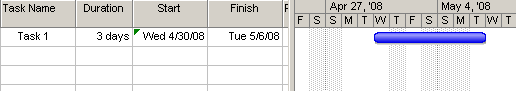 Task Name Duration Start Finish P Apr 27, '08 May 4, '08
F S S M T W T F S S M T W T
Task 1 3 days Wed 4/30/08 Tue 5/6/08